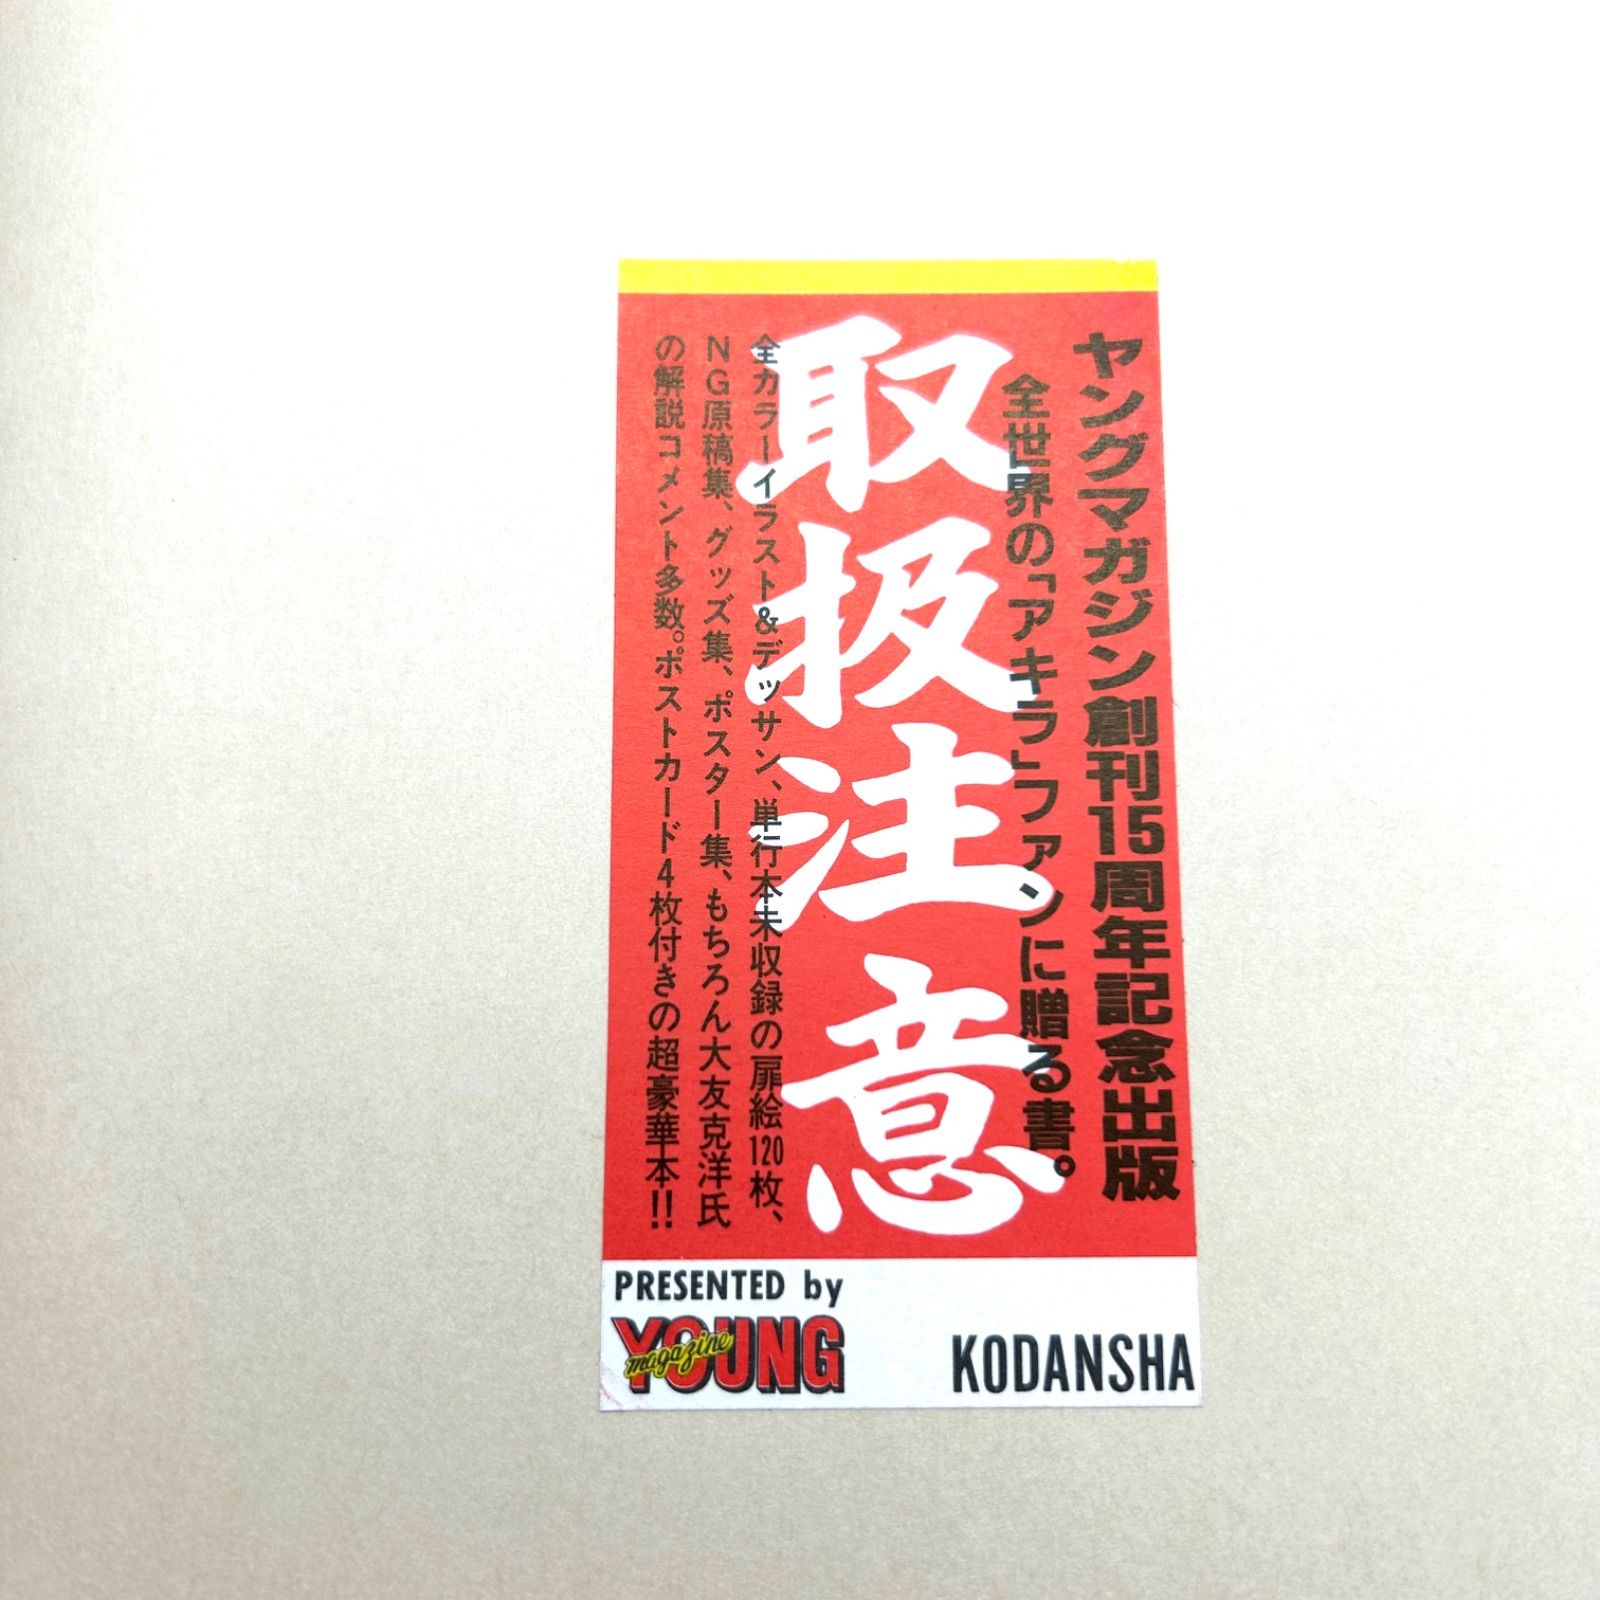 ヤングマガジン創刊15周年記念出版
全世界の「アキラ」ファンに贈る書。
取扱注意
全カラーイラスト&デッサン、単行本未収録の扉絵120枚、
NG原稿集、グッズ集、ポスター集、もちろん大友克洋氏
の解説コメント多数。ポストカード4枚付きの超豪華本!!
PRESENTED by
YOUNG
magazine
KODANSHA